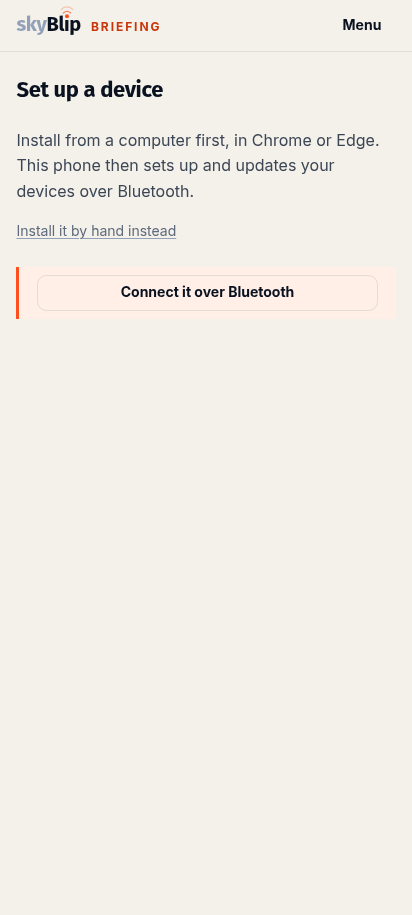 skyBlip BRIEFING
Menu
Set up a device
Install from a computer first, in Chrome or Edge.
This phone then sets up and updates your
devices over Bluetooth.
Install it by hand instead
Connect it over Bluetooth